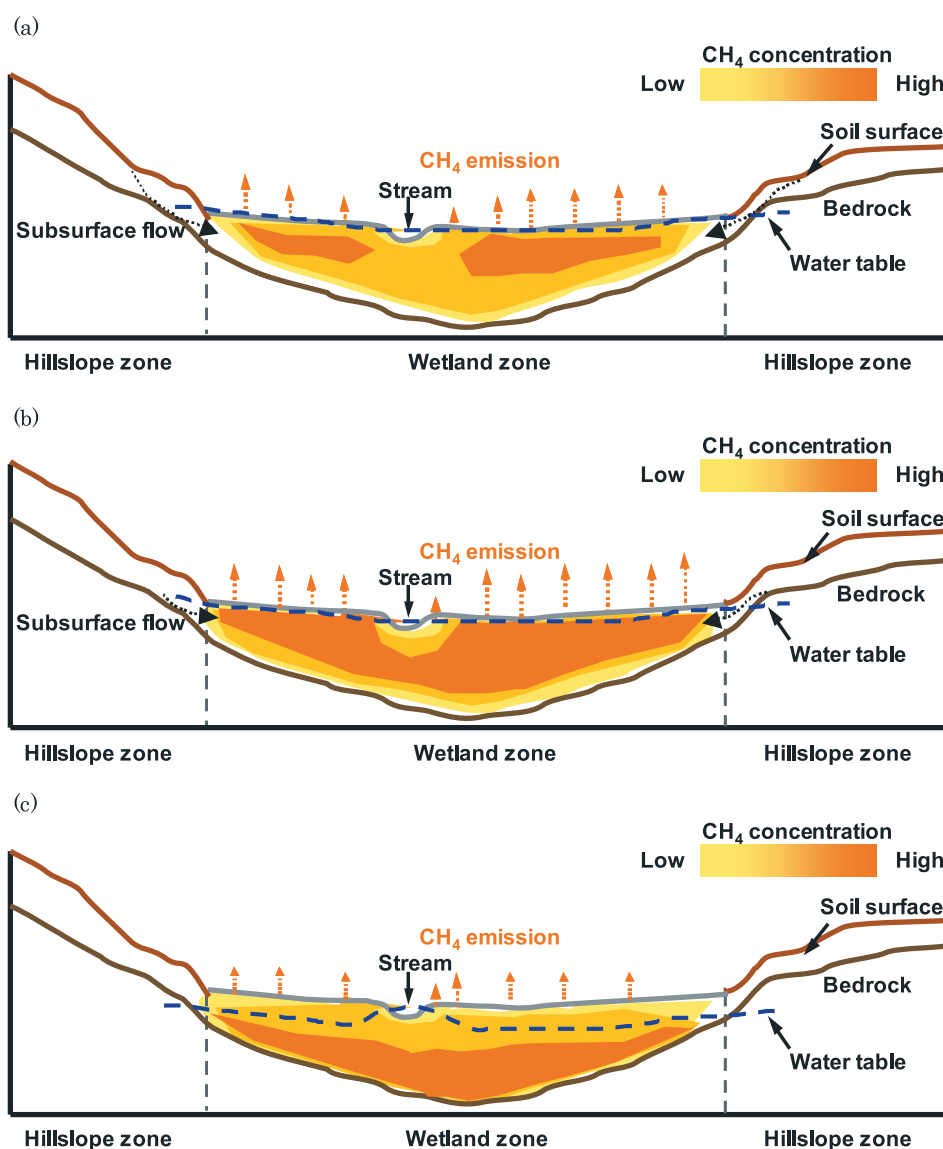 (a)
CH₄ concentration
Low High
Soil surface
CH₄ emission
Stream
Subsurface flow
Bedrock
Water table
Hillslope zone Wetland zone Hillslope zone
(b)
CH₄ concentration
Low High
Soil surface
CH₄ emission
Stream
Subsurface flow
Bedrock
Water table
Hillslope zone Wetland zone Hillslope zone
(c)
CH₄ concentration
Low High
Soil surface
CH₄ emission
Stream
Bedrock
Water table
Hillslope zone Wetland zone Hillslope zone